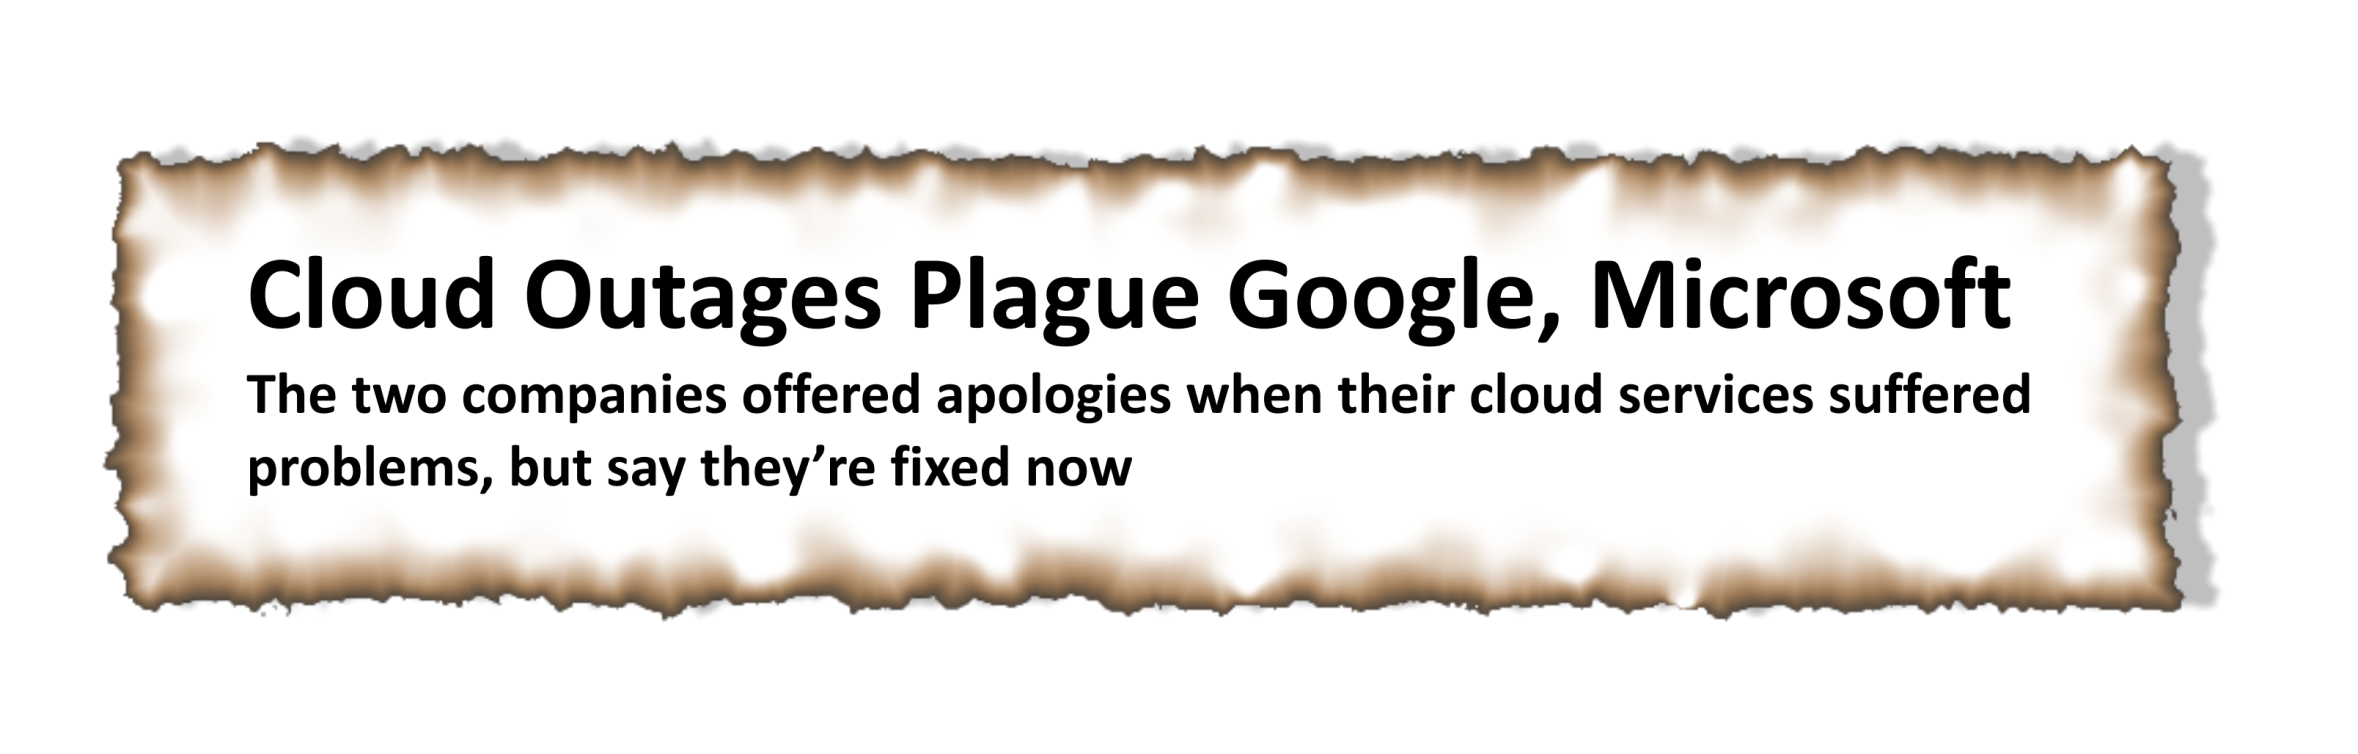 Cloud Outages Plague Google, Microsoft
The two companies offered apologies when their cloud services suffered
problems, but say they’re fixed now